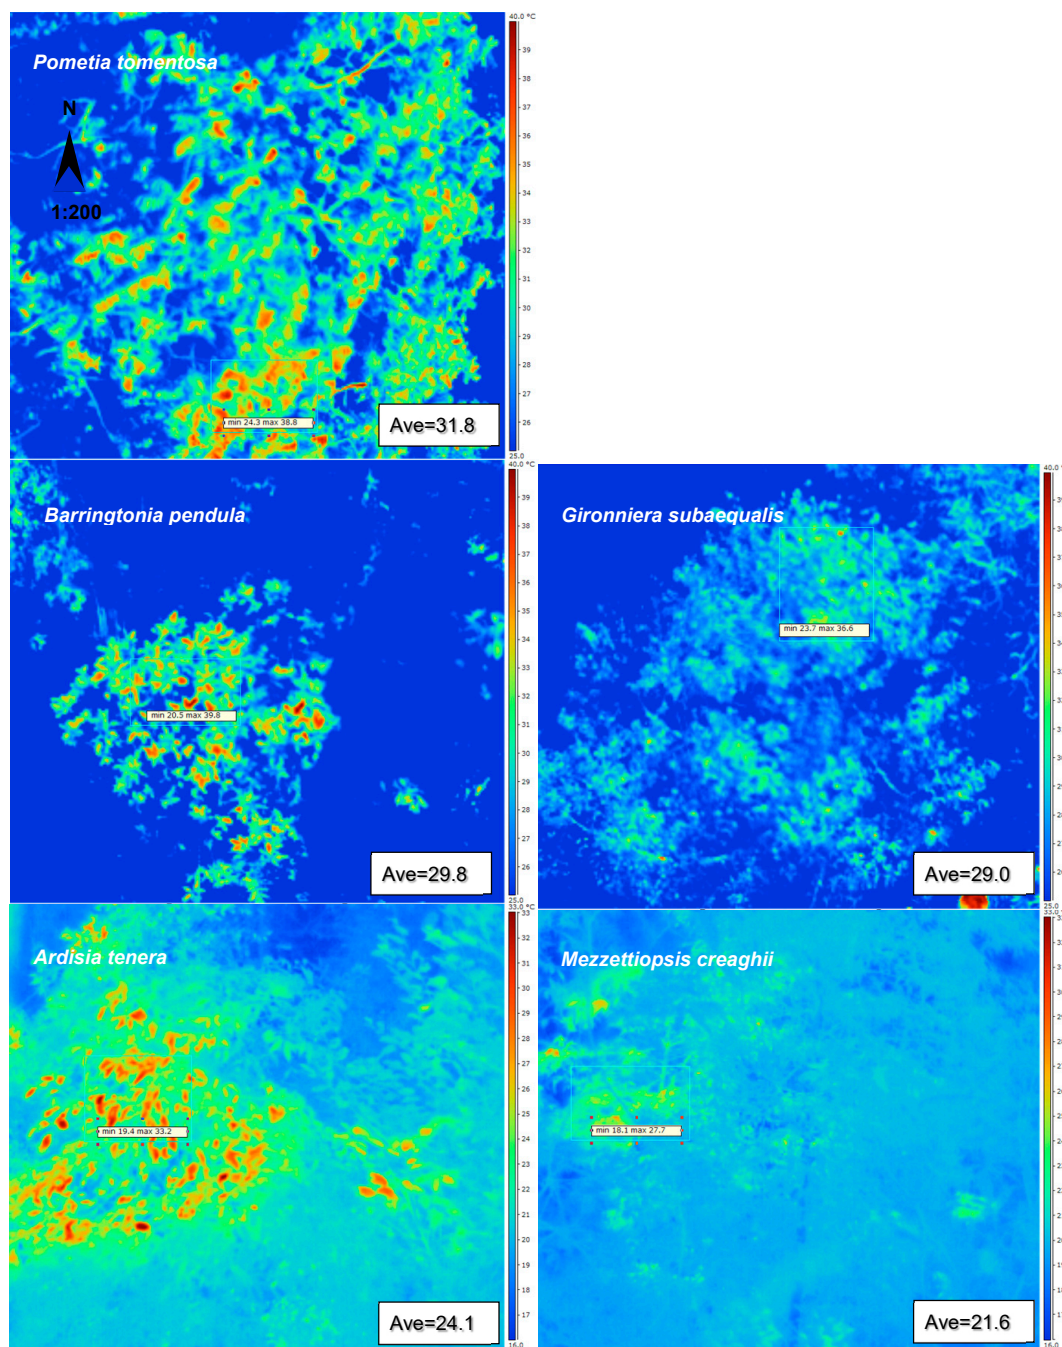 40.0 °C
Pometia tomentosa
39
38
37
N
36
35
34
33
1:200
32
31
30
29
28
27
min 24.3 max 38.8
Ave=31.8
26
25.0
40.0 °C
Barringtonia pendula
39
38
37
36
35
34
33
32
min 20.5 max 39.8
31
30
29
28
27
Ave=29.8
26
25
40.0 °C
Gironniera subaequalis
min 23.7 max 36.6
Ave=29.0
25.0
33.0 °C
Ardisia tenera
33
32
31
30
29
28
27
26
25
min 19.4 max 33.2
24
23
22
21
20
19
18
Ave=24.1
17
16.0
33.0 °C
Mezzettiopsis creaghii
min 18.1 max 27.7
Ave=21.6
16.0